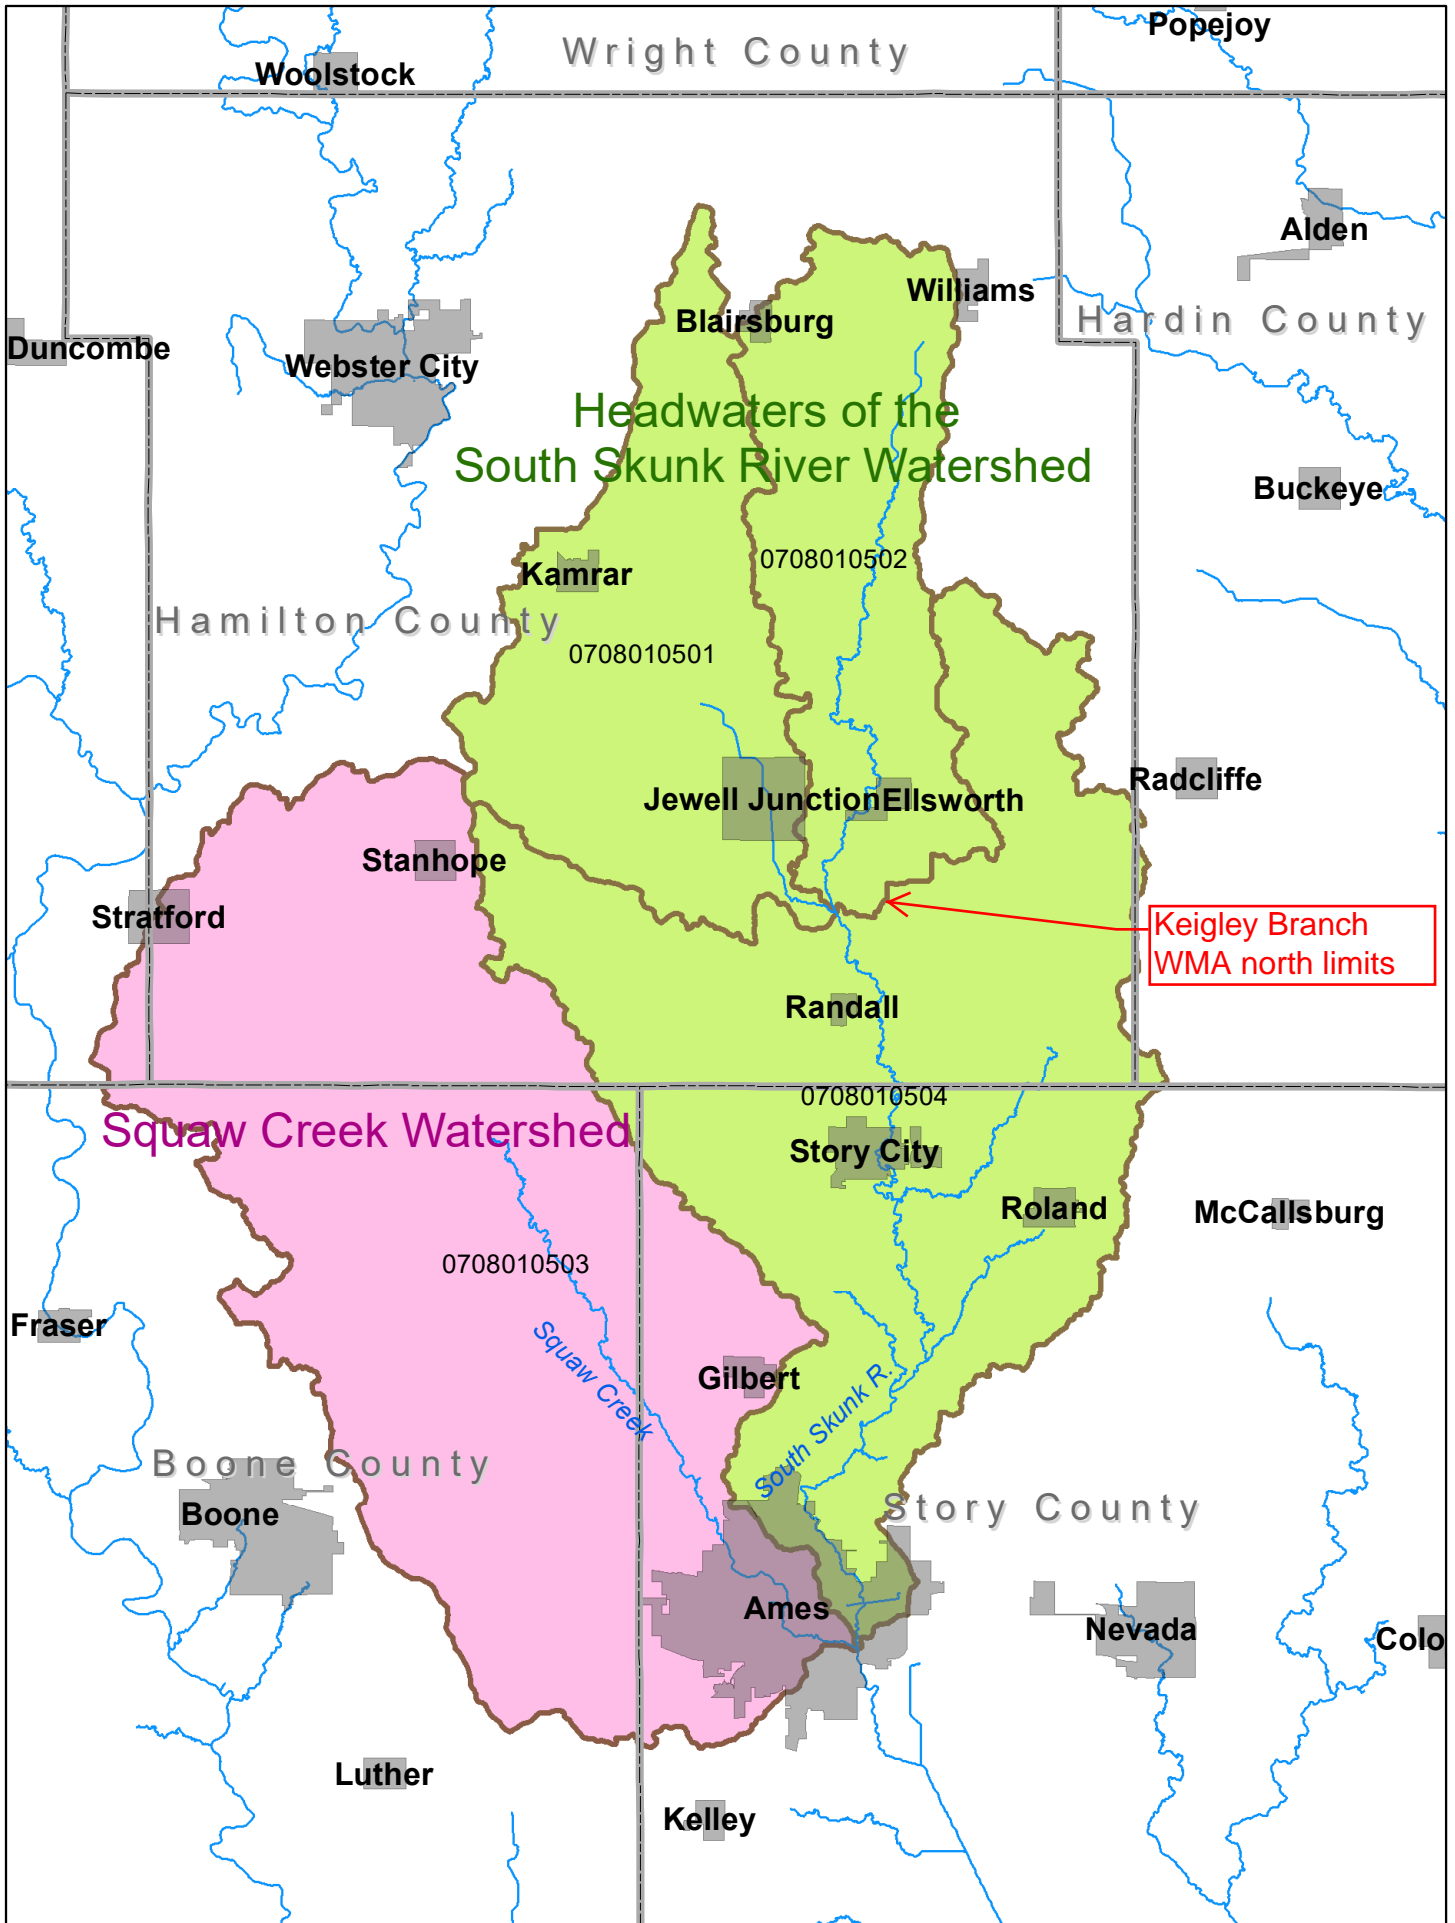 Popejoy
Wright County
Woolstock
Alden
Williams
Blairsburg
Hardin County
Duncombe
Webster City
Headwaters of the
South Skunk River Watershed
Buckeye
0708010502
Kamrar
Hamilton County
0708010501
Radcliffe
Jewell Junction
Ellsworth
Stanhope
Stratford
Keigley Branch
WMA north limits
Randall
0708010504
Squaw Creek Watershed
Story City
Roland
McCallsburg
0708010503
Fraser
Squaw Creek
Gilbert
South Skunk R.
Boone County
Story County
Boone
Ames
Nevada
Colo
Luther
Kelley